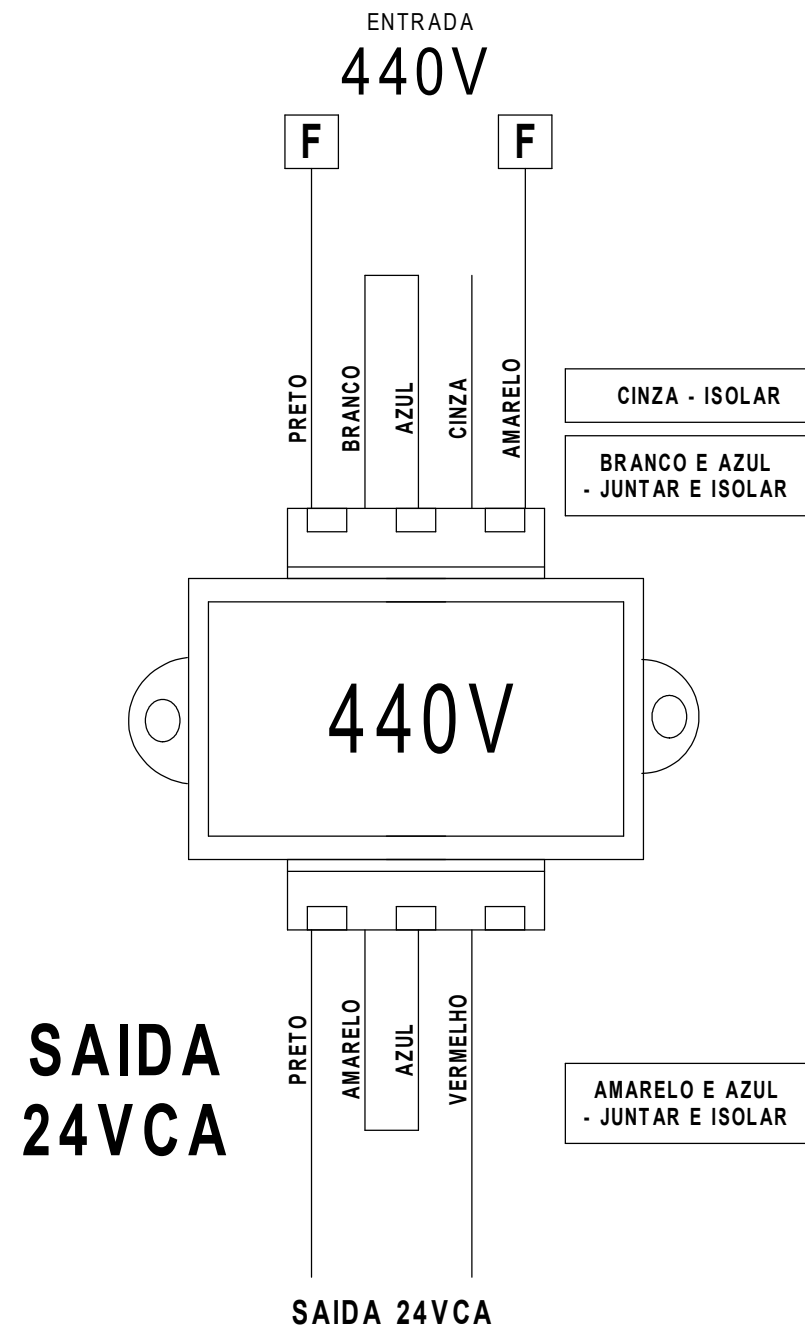 ENTRADA
440V
F
F
PRETO
BRANCO
AZUL
CINZA
AMARELO
CINZA - ISOLAR
BRANCO E AZUL
- JUNTAR E ISOLAR
440V
SAIDA
24VCA
PRETO
AMARELO
AZUL
VERMELHO
AMARELO E AZUL
- JUNTAR E ISOLAR
SAIDA 24VCA